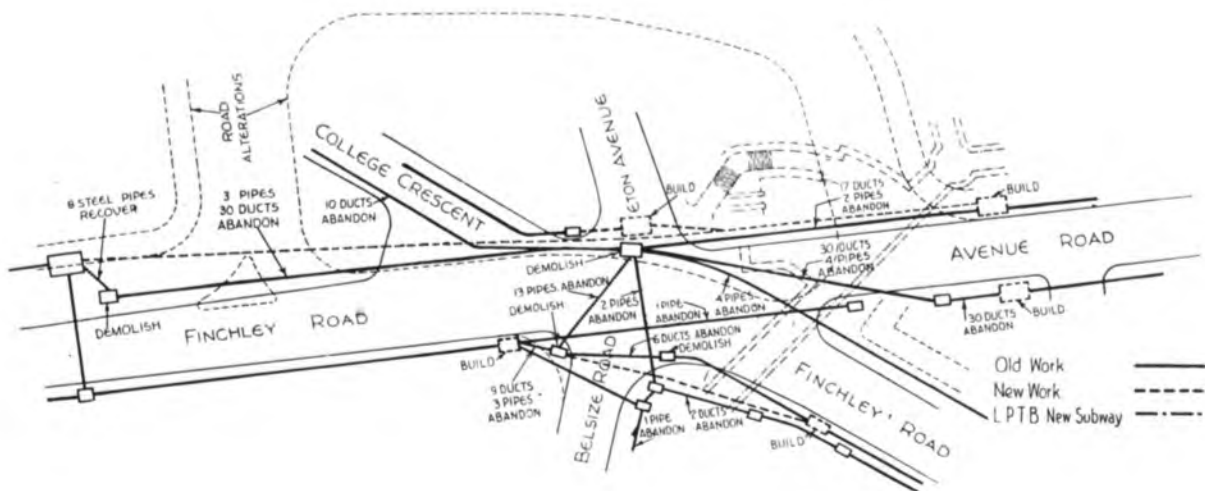 ROAD
ALTERATIONS
8 STEEL PIPES
RECOVER
3 PIPES
30 DUCTS
ABANDON
10 DUCTS
ABANDON
COLLEGE CRESCENT
ETON AVENUE
BUILD
17 DUCTS
2 PIPES
ABANDON
BUILD
AVENUE ROAD
30 DUCTS
4 PIPES
ABANDON
DEMOLISH
DEMOLISH
13 PIPES ABANDON
DEMOLISH
2 PIPES
ABANDON
1 PIPE
ABANDON
4 PIPES
ABANDON
30 DUCTS
ABANDON
BUILD
FINCHLEY ROAD
6 DUCTS ABANDON
DEMOLISH
BUILD
9 DUCTS
3 PIPES
ABANDON
BELSIZE ROAD
1 PIPE
ABANDON
2 DUCTS
ABANDON
BUILD
FINCHLEY ROAD
Old Work
New Work
L.P.T.B New Subway